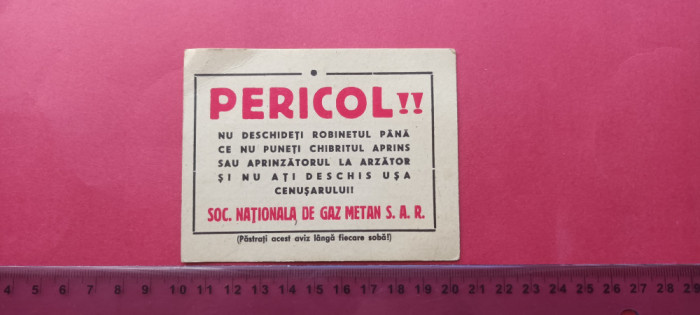 PERICOL!!
NU DESCHIDEȚI ROBINETUL PÂNĂ
CE NU PUNEȚI CHIBRITUL APRINS
SAU APRINZĂTORUL LA ARZĂTOR
ȘI NU AȚI DESCHIS UȘA
CENUȘARULUI!
SOC. NAȚIONALA DE GAZ METAN S. A. R.
(Păstrați acest aviz lângă fiecare sobă!)
4 5 6 7 8 9 10 11 12 13 14 15 16 17 18 19 20 21 22 23 24 25 26 27 28 29